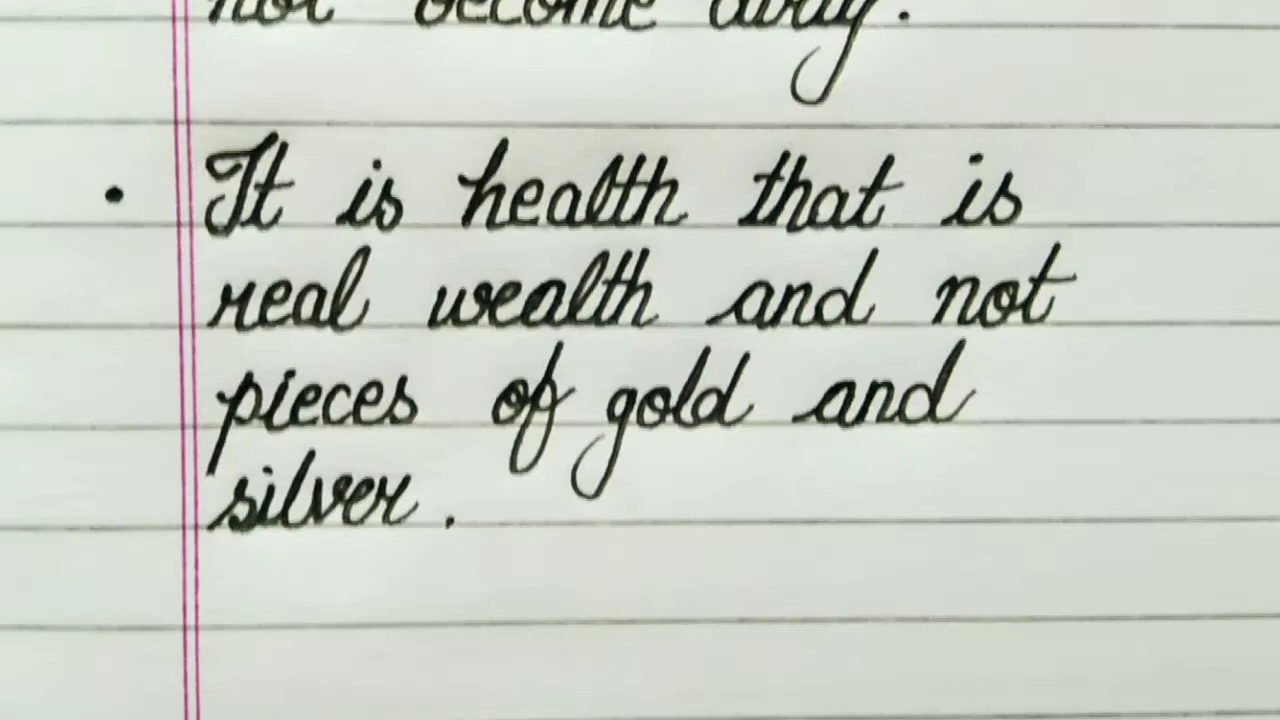 not become away.
• It is health that is
real wealth and not
pieces of gold and
silver.